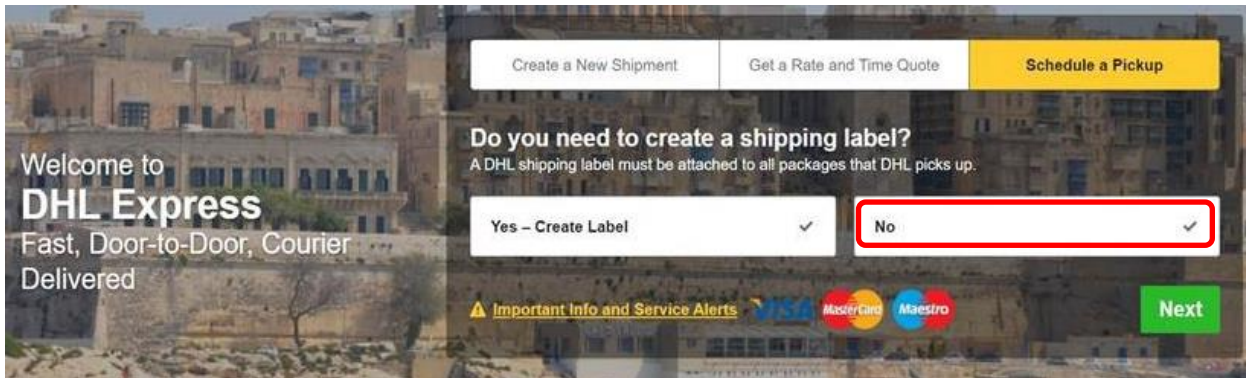 Create a New Shipment
Get a Rate and Time Quote
Schedule a Pickup
Welcome to
DHL Express
Fast, Door-to-Door, Courier
Delivered
Do you need to create a shipping label?
A DHL shipping label must be attached to all packages that DHL picks up.
Yes – Create Label
No
Important Info and Service Alerts
VISA
MasterCard
Maestro
Next